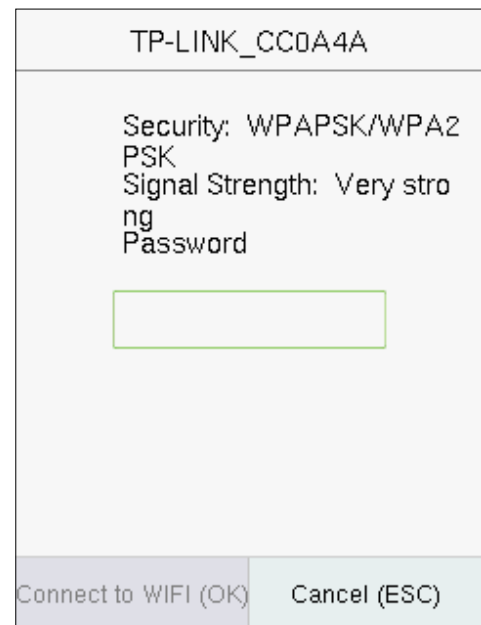 TP-LINK_CC0A4A
Security: WPAPSK/WPA2
PSK
Signal Strength: Very stro
ng
Password
Connect to WIFI (OK)
Cancel (ESC)